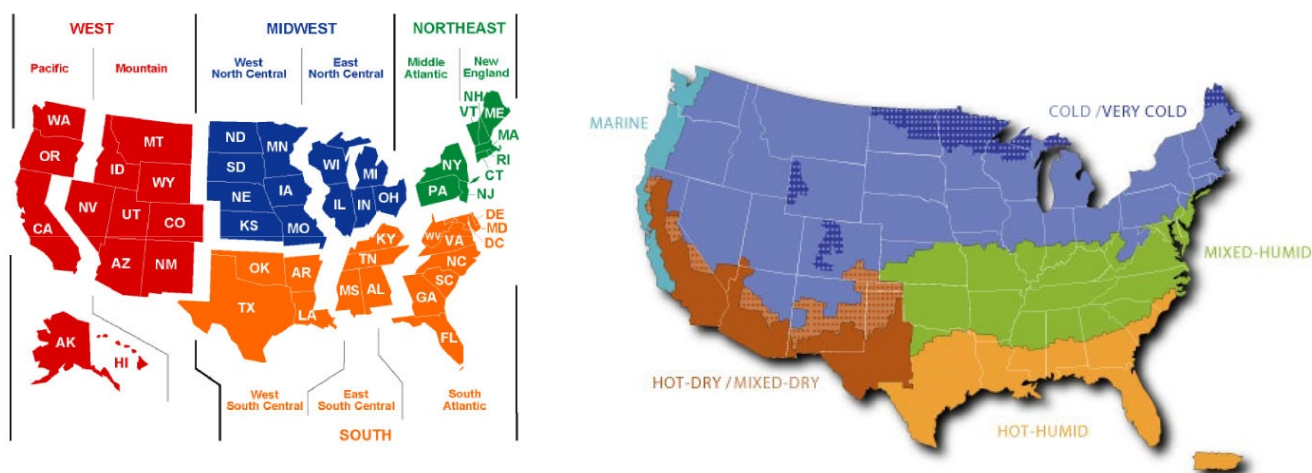 WEST
MIDWEST
NORTHEAST
Pacific
Mountain
West
North Central
East
North Central
Middle
Atlantic
New
England
WA
OR
CA
MT
ID
WY
NV
UT
CO
AZ
NM
AK
HI
ND
MN
SD
WI
MI
NE
IA
IL
IN
OH
KS
MO
NH
VT
ME
MA
NY
RI
CT
PA
NJ
DE
MD
DC
WV
VA
KY
TN
NC
OK
AR
SC
TX
LA
MS
AL
GA
FL
West
South Central
East
South Central
South
Atlantic
SOUTH
MARINE
COLD /VERY COLD
MIXED-HUMID
HOT-DRY / MIXED-DRY
HOT-HUMID